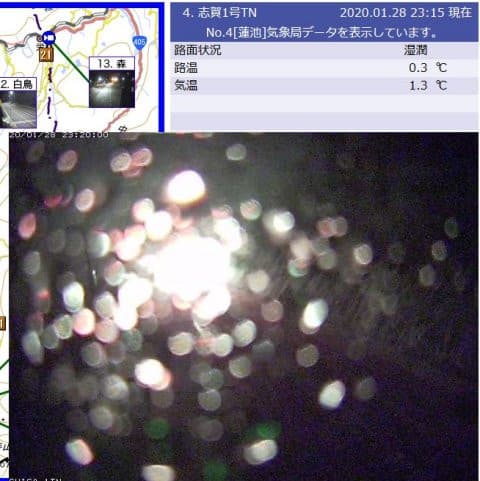 4. 志賀1号TN 2020.01.28 23:15 現在
No.4[蓮池]気象局データを表示しています。
路面状況 湿潤
路温 0.3 ℃
気温 1.3 ℃
405
21
13. 森
2. 白鳥
20/01/28 23:20:00